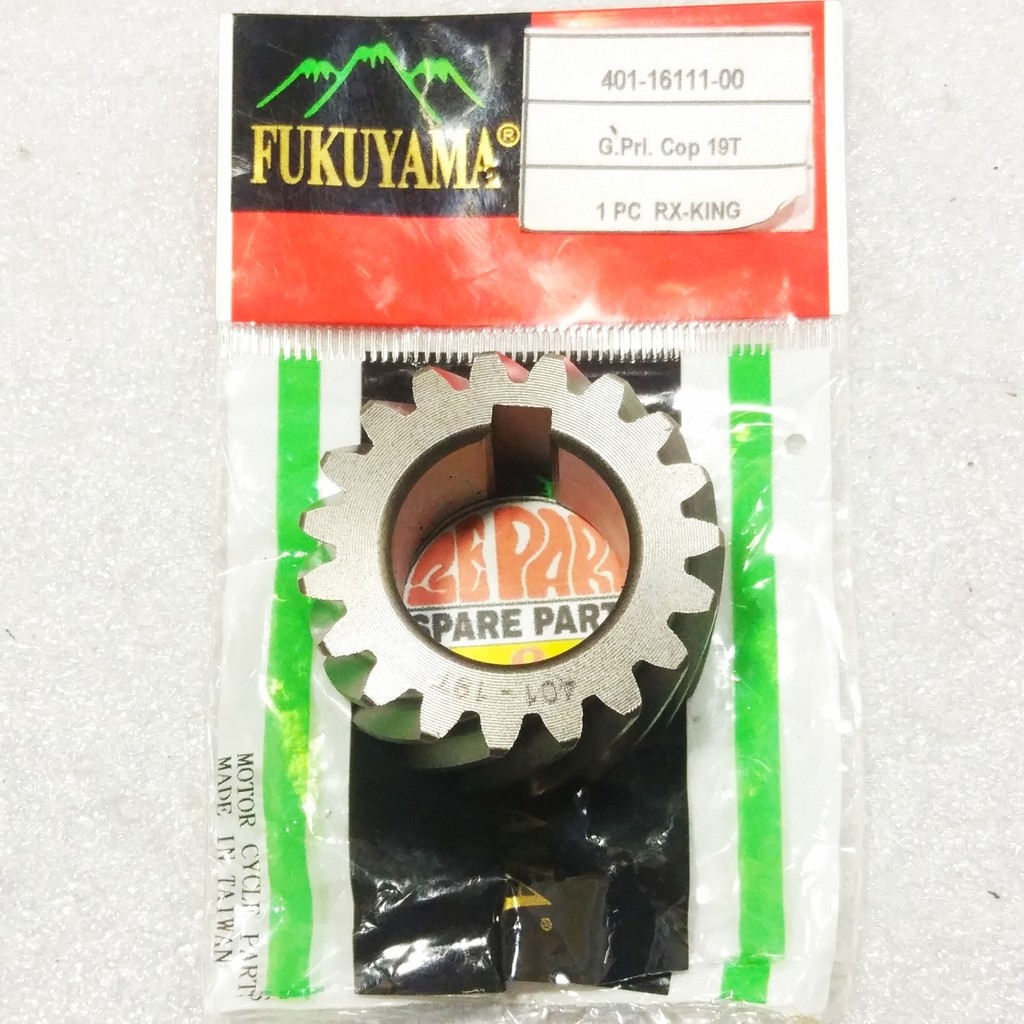 FUKUYAMA®
401-16111-00
G.Prl. Cop 19T
1 PC RX-KING
SPARE PART
401 - 19T
MOTOR CYCLE PARTS
MADE IN TAIWAN